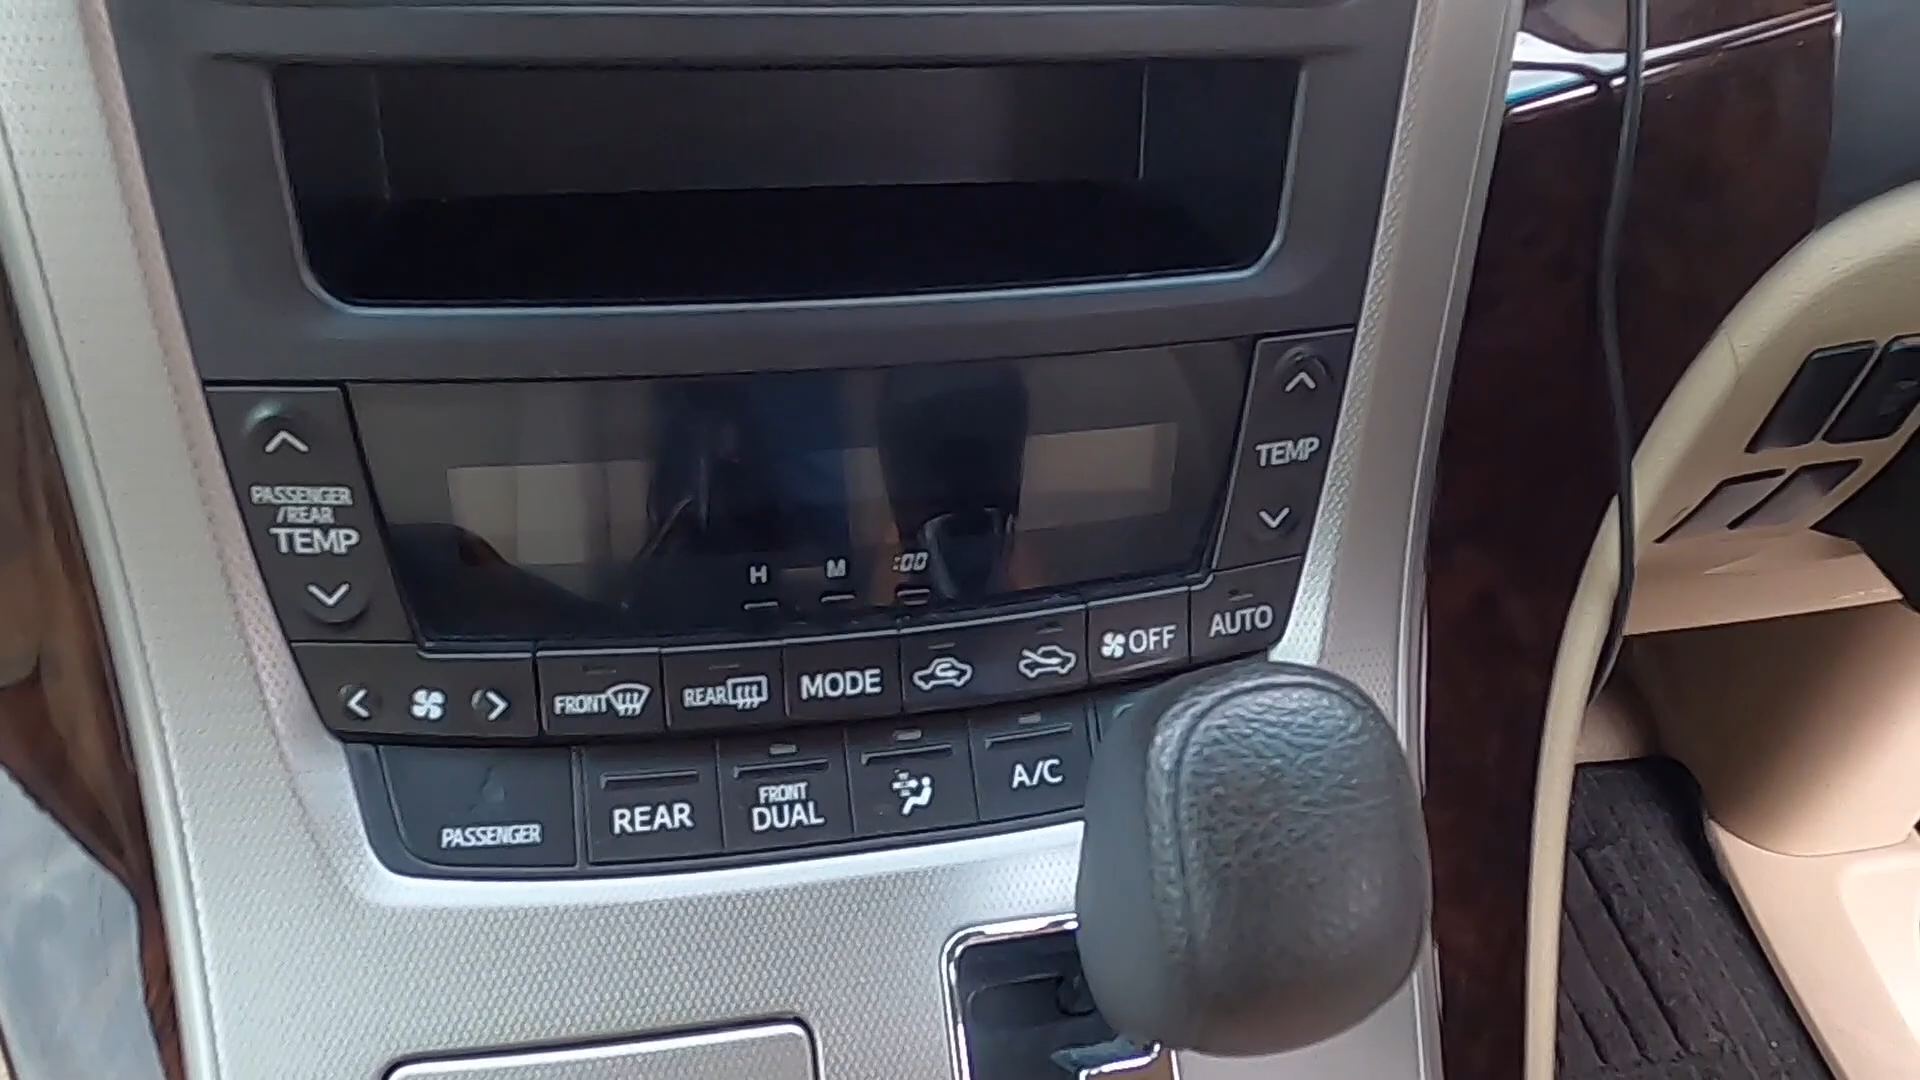 TEMP
PASSENGER
/REAR
TEMP
H M :00
FRONT REAR MODE OFF AUTO
PASSENGER REAR FRONT
DUAL A/C